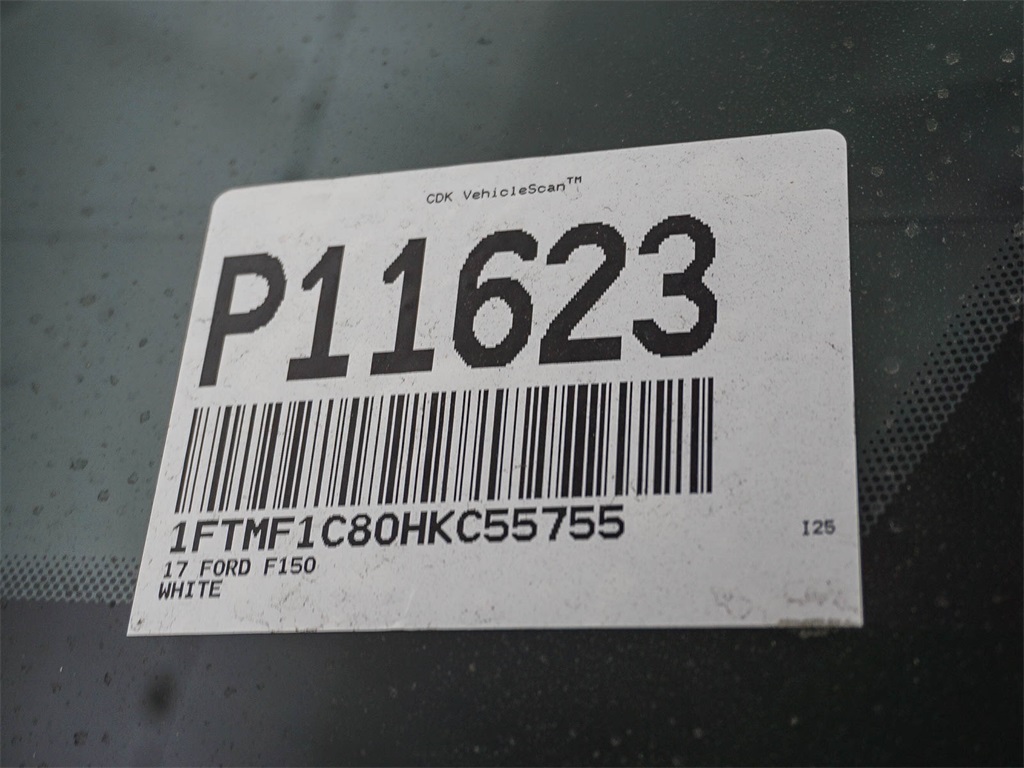 CDK VehicleScan™
P11623
1FTMF1C80HKC55755
I25
17 FORD F150
WHITE